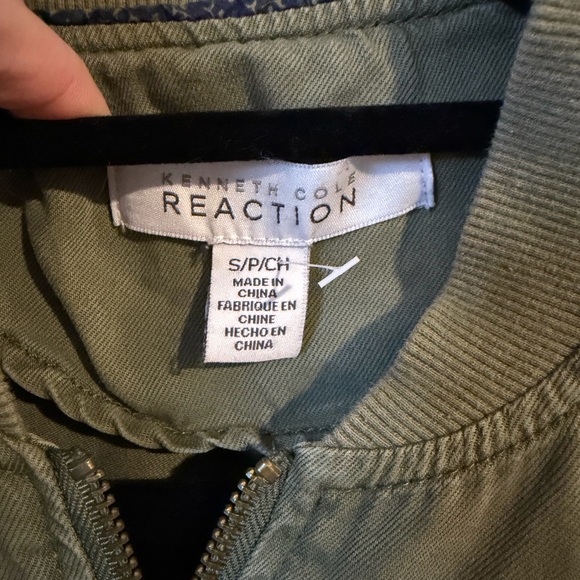 KENNETH COLE
REACTION
S/P/CH
MADE IN
CHINA
FABRIQUE EN
CHINE
HECHO EN
CHINA